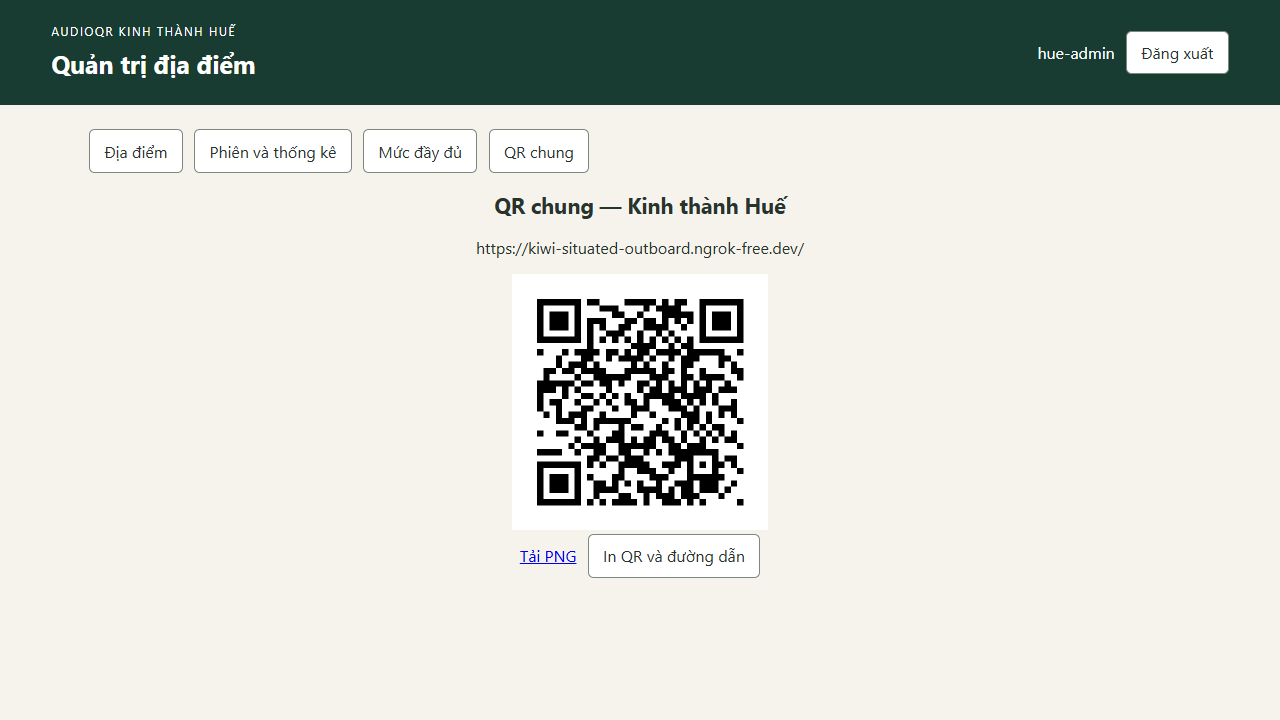 AUDIOQR KINH THÀNH HUẾ
Quản trị địa điểm
hue-admin
Đăng xuất
Địa điểm
Phiên và thống kê
Mức đầy đủ
QR chung
QR chung — Kinh thành Huế
https://kiwi-situated-outboard.ngrok-free.dev/
Tải PNG
In QR và đường dẫn